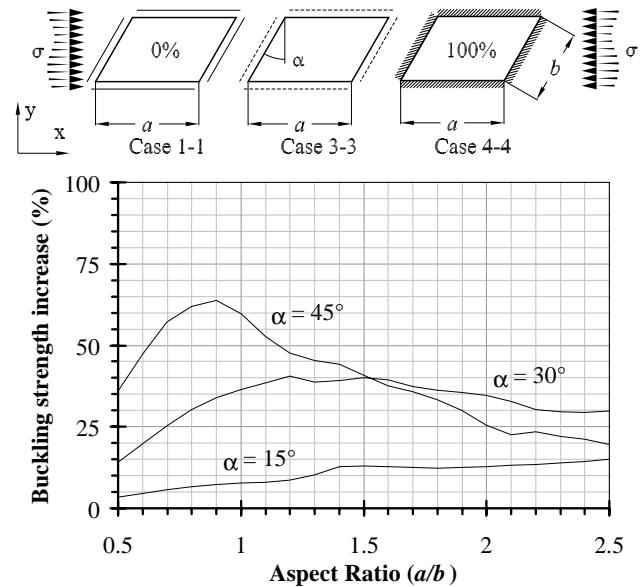 σ
0%
α
100%
b
σ
y
x
a
a
a
Case 1-1
Case 3-3
Case 4-4
Buckling strength increase (%)
100
75
50
25
0
α = 45°
α = 30°
α = 15°
0.5
1
1.5
2
2.5
Aspect Ratio (a/b)